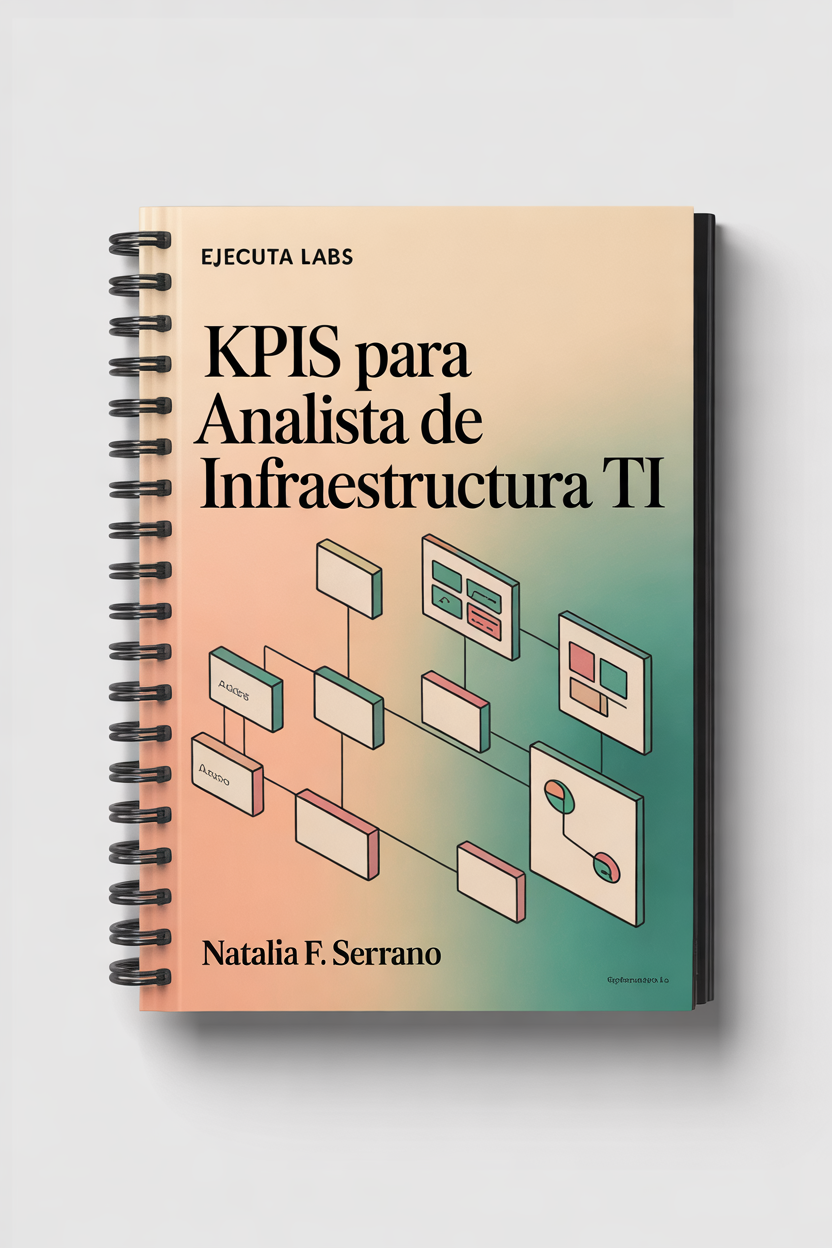 EJECUTA LABS
KPIS para
Analista de
Infraestructura TI
Natalia F. Serrano